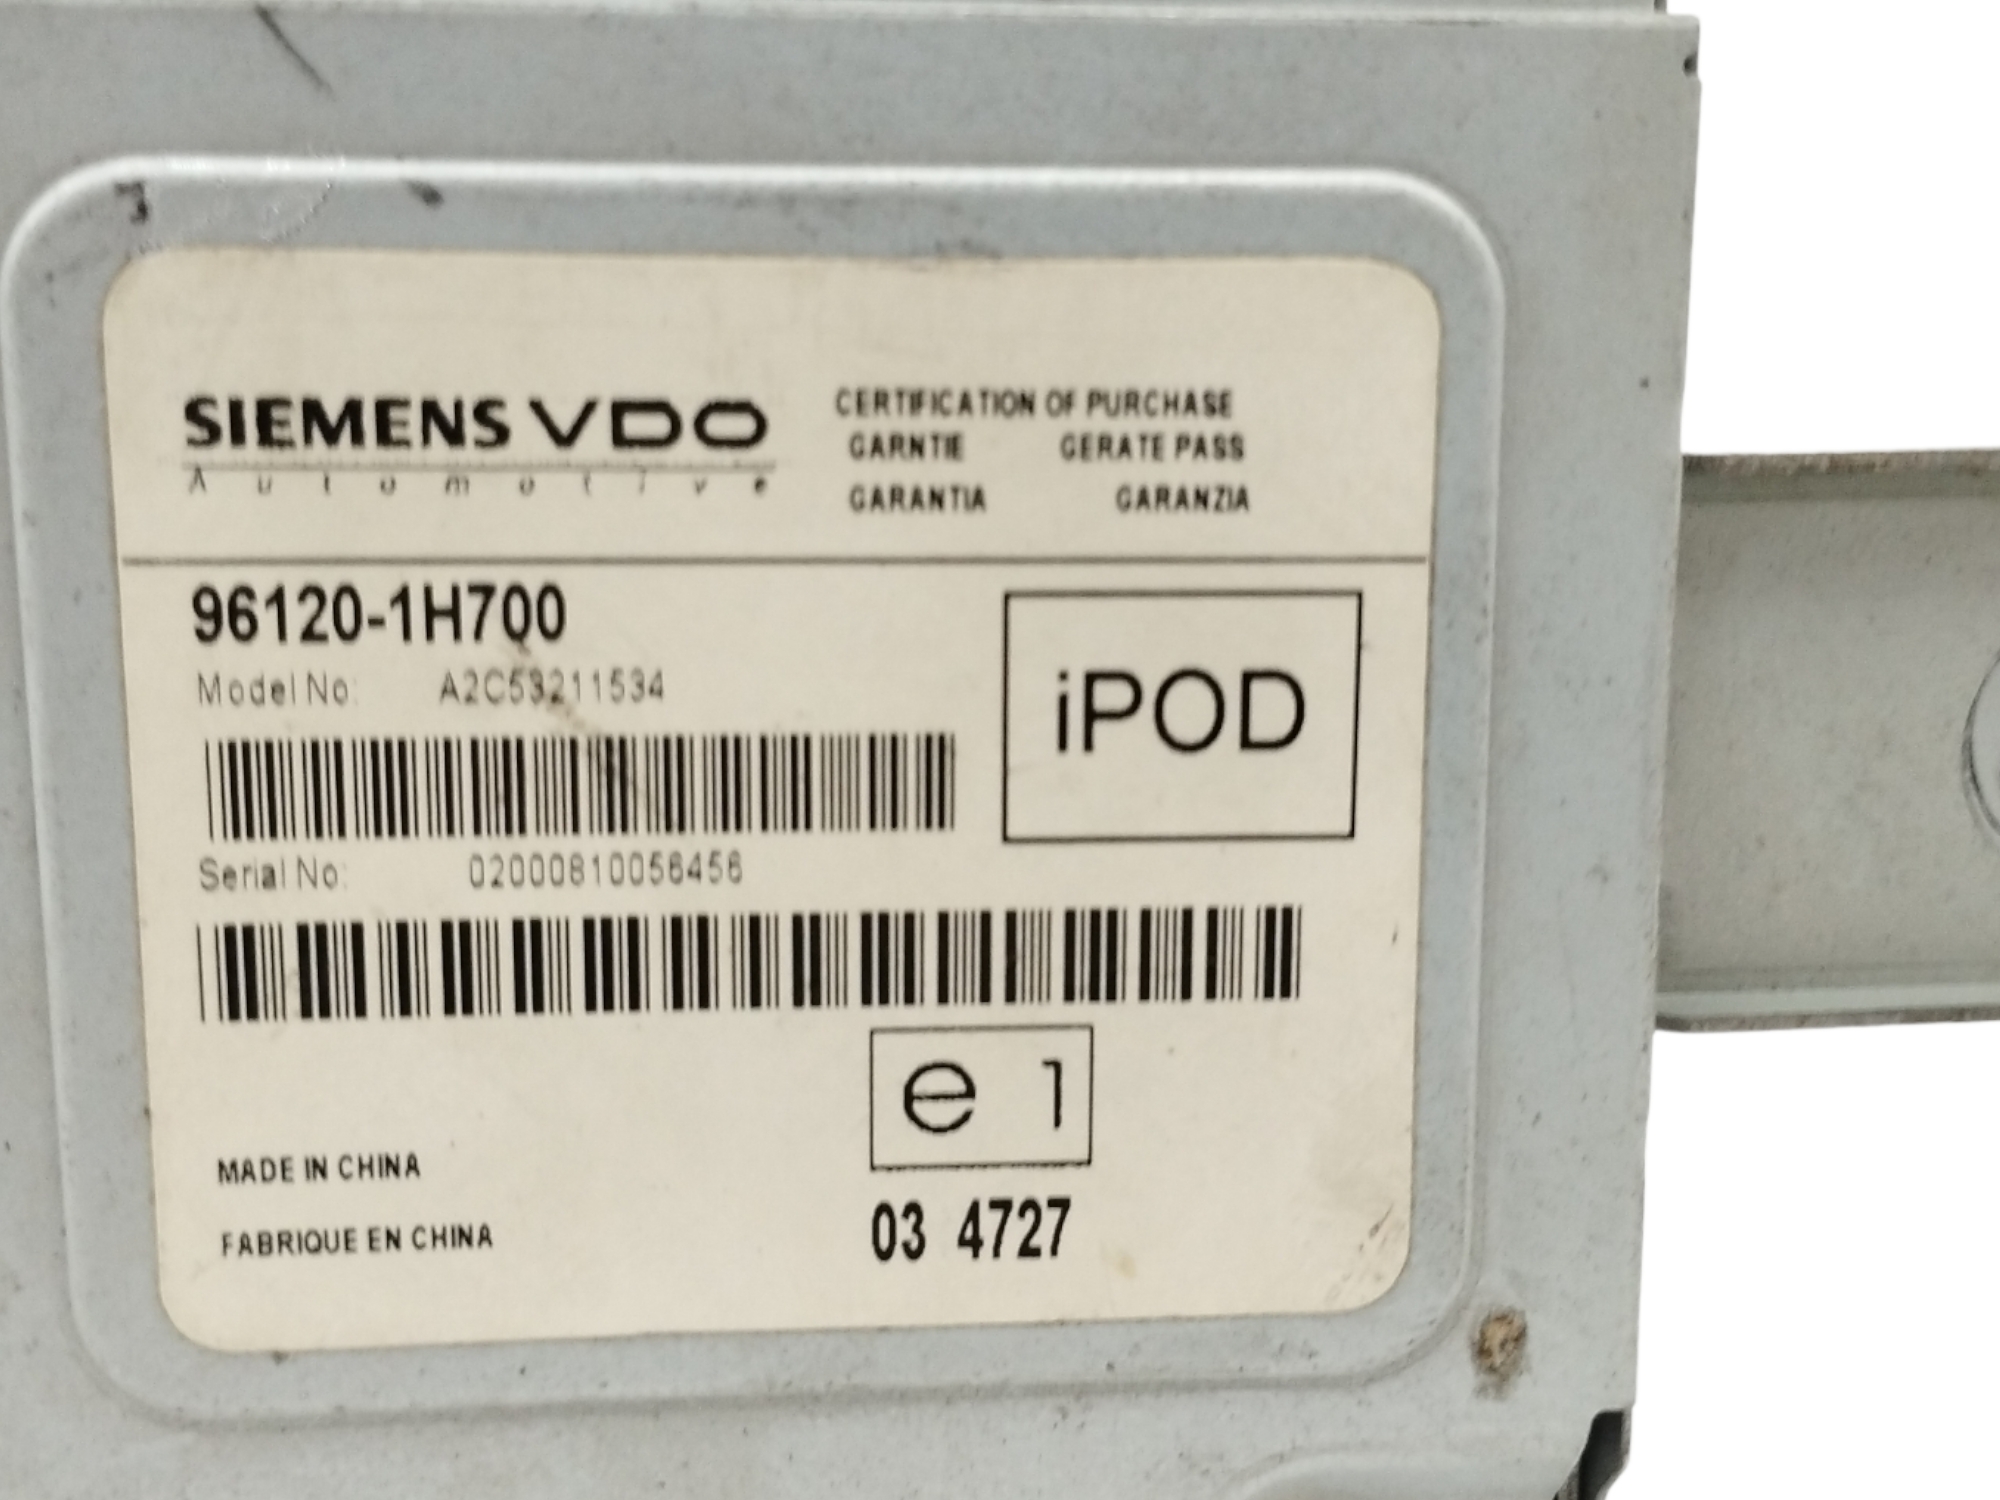 SIEMENS VDO
Automotive
CERTIFICATION OF PURCHASE
GARNTIE GERATE PASS
GARANTIA GARANZIA
96120-1H700
Model No: A2C53211534
iPOD
Serial No: 02000810056456
e 1
MADE IN CHINA
FABRIQUE EN CHINA
03 4727